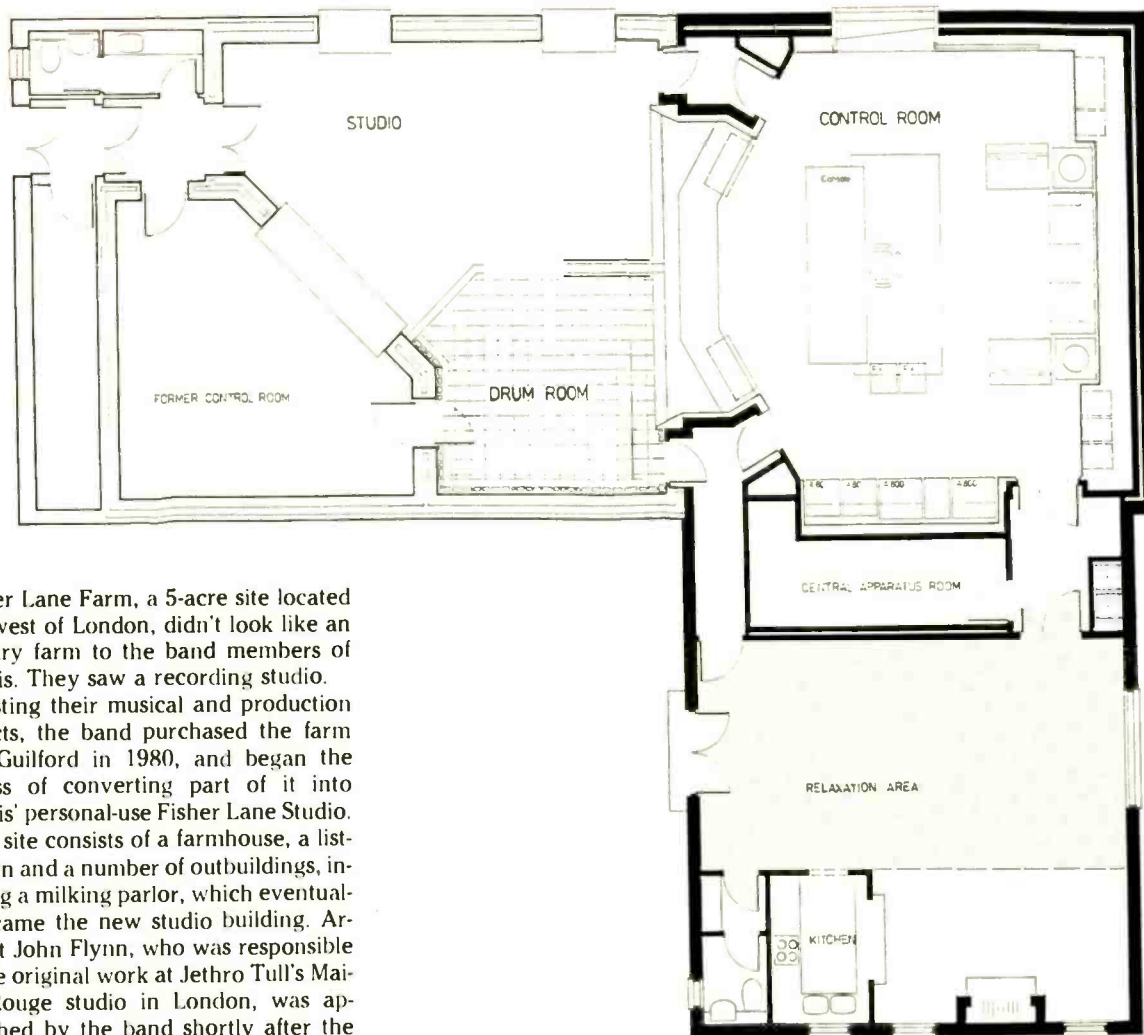 STUDIO
CONTROL ROOM
Console
FORMER CONTROL ROOM
DRUM ROOM
CENTRAL APPARATUS ROOM
RELAXATION AREA
KITCHEN
er Lane Farm, a 5-acre site located
vest of London, didn't look like an
ry farm to the band members of
is. They saw a recording studio.
sting their musical and production
cts, the band purchased the farm
Guilford in 1980, and began the
ss of converting part of it into
is' personal-use Fisher Lane Studio.
site consists of a farmhouse, a list-
n and a number of outbuildings, in-
g a milking parlor, which eventual-
ame the new studio building. Ar-
t John Flynn, who was responsible
e original work at Jethro Tull's Mai-
ouge studio in London, was ap-
hed by the band shortly after the